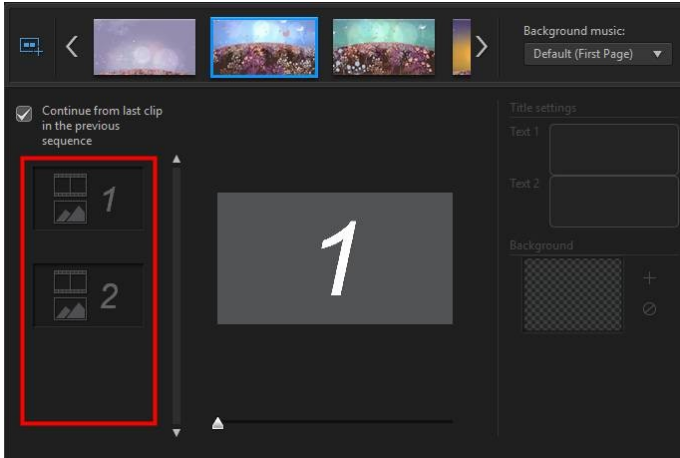 Background music:
Default (First Page)
Continue from last clip
in the previous
sequence
1
2
1
Title settings
Text 1
Text 2
Background